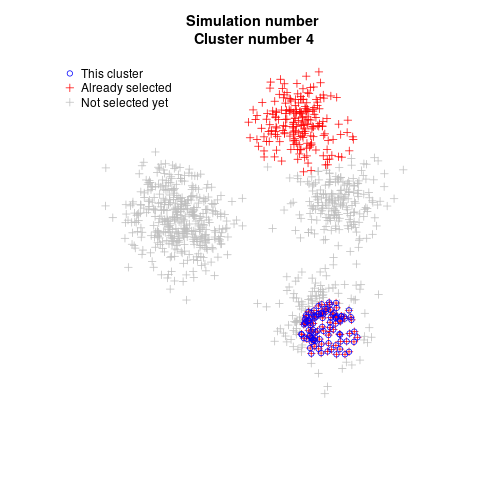 Simulation number
Cluster number 4
This cluster
Already selected
Not selected yet